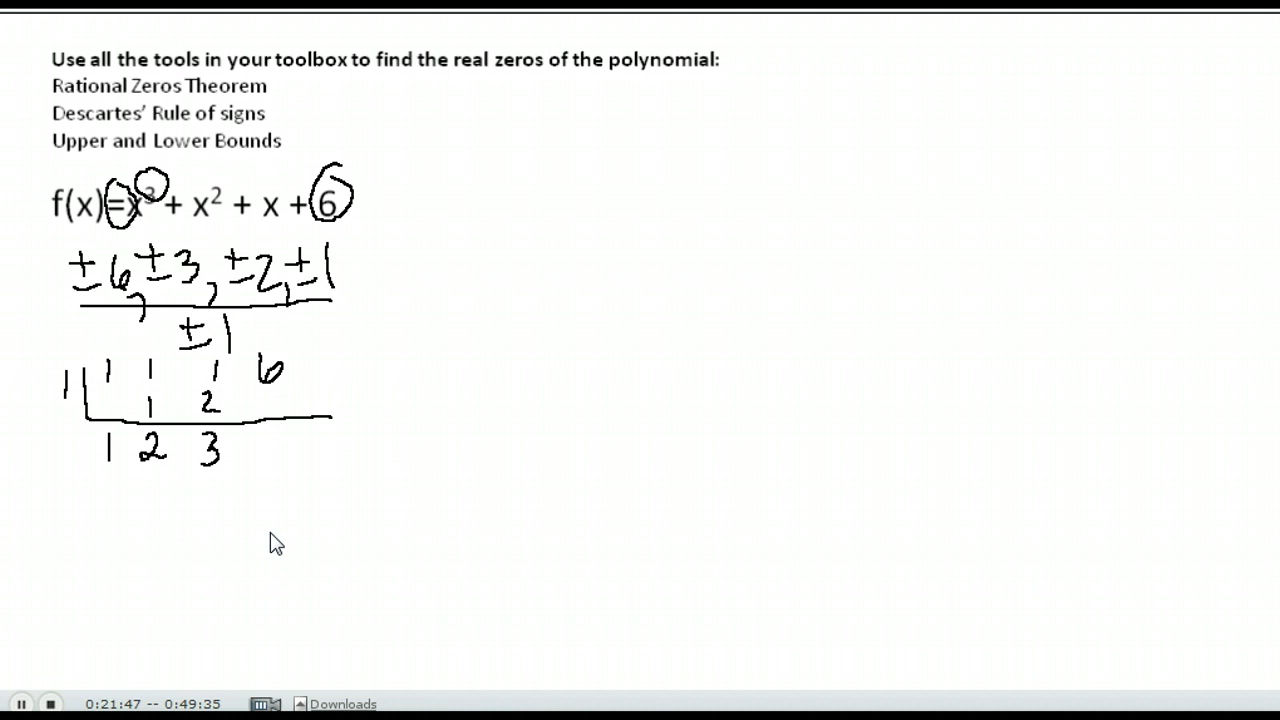 Use all the tools in your toolbox to find the real zeros of the polynomial:
Rational Zeros Theorem
Descartes’ Rule of signs
Upper and Lower Bounds
f(x)=x³ + x² + x + 6
± 6, ± 3, ± 2, ± 1
± 1
1 1 1 1 6
1 2
1 2 3
0:21:47 -- 0:49:35 Downloads